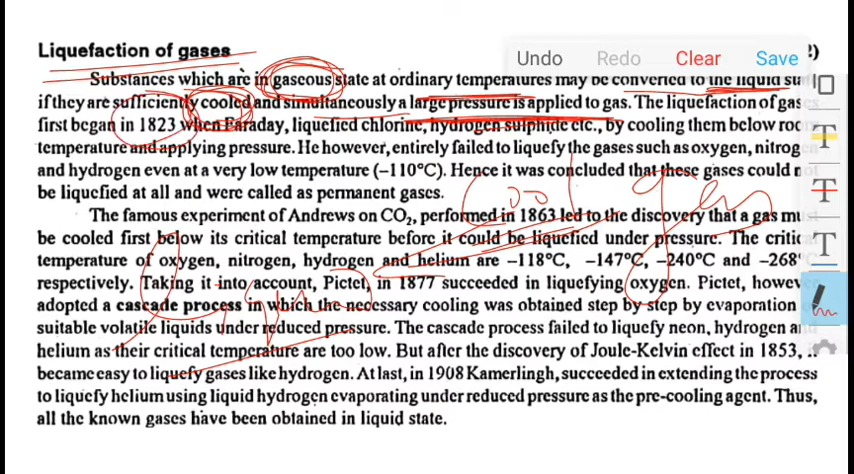 Undo Redo Clear Save
Liquefaction of gases 2)
Substances which are in gaseous state at ordinary temperatures may be converted to the liquid
if they are sufficiently cooled and simultaneously a large pressure is applied to gas. The liquefaction of
first began in 1823 when Faraday, liquefied chlorine, hydrogen sulphide etc., by cooling them below
temperature and applying pressure. He however, entirely failed to liquefy the gases such as oxygen,
and hydrogen even at a very low temperature (–110°C). Hence it was concluded that these gases could
be liquefied at all and were called as permanent gases.
The famous experiment of Andrews on CO₂, performed in 1863 led to the discovery that a gas
be cooled first below its critical temperature before it could be liquefied under pressure. The
temperature of oxygen, nitrogen, hydrogen and helium are –118°C, –147°C, –240°C and –268°C
respectively. Taking it into account, Pictet, in 1877 succeeded in liquefying oxygen. Pictet,
adopted a cascade process in which the necessary cooling was obtained step by step by evaporation
suitable volatile liquids under reduced pressure. The cascade process failed to liquefy neon, hydrogen
helium as their critical temperature are too low. But after the discovery of Joule-Kelvin effect in 1853,
became easy to liquefy gases like hydrogen. At last, in 1908 Kamerlingh, succeeded in extending the process
to liquefy helium using liquid hydrogen evaporating under reduced pressure as the pre-cooling agent. Thus,
all the known gases have been obtained in liquid state.
Cool
gas